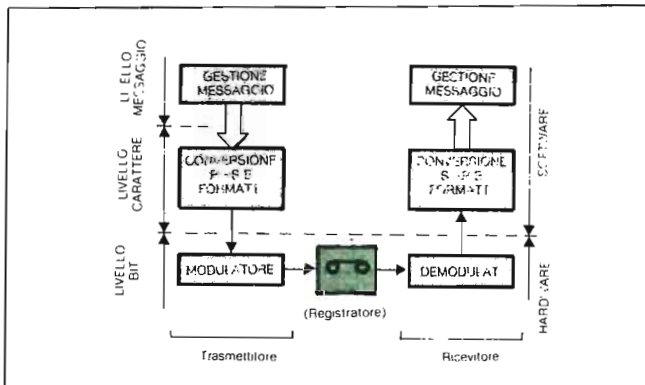 LIVELLO
MESSAGGIO
LIVELLO
CARATTERE
LIVELLO
BIT
GESTIONE
MESSAGGIO
CONVERSIONE
FORMATI
MODULATORE
(Registratore)
Trasmettitore
GESTIONE
MESSAGGIO
CONVERSIONE
FORMATI
DEMODULAT
Ricevitore
SOFTWARE
HARDWARE